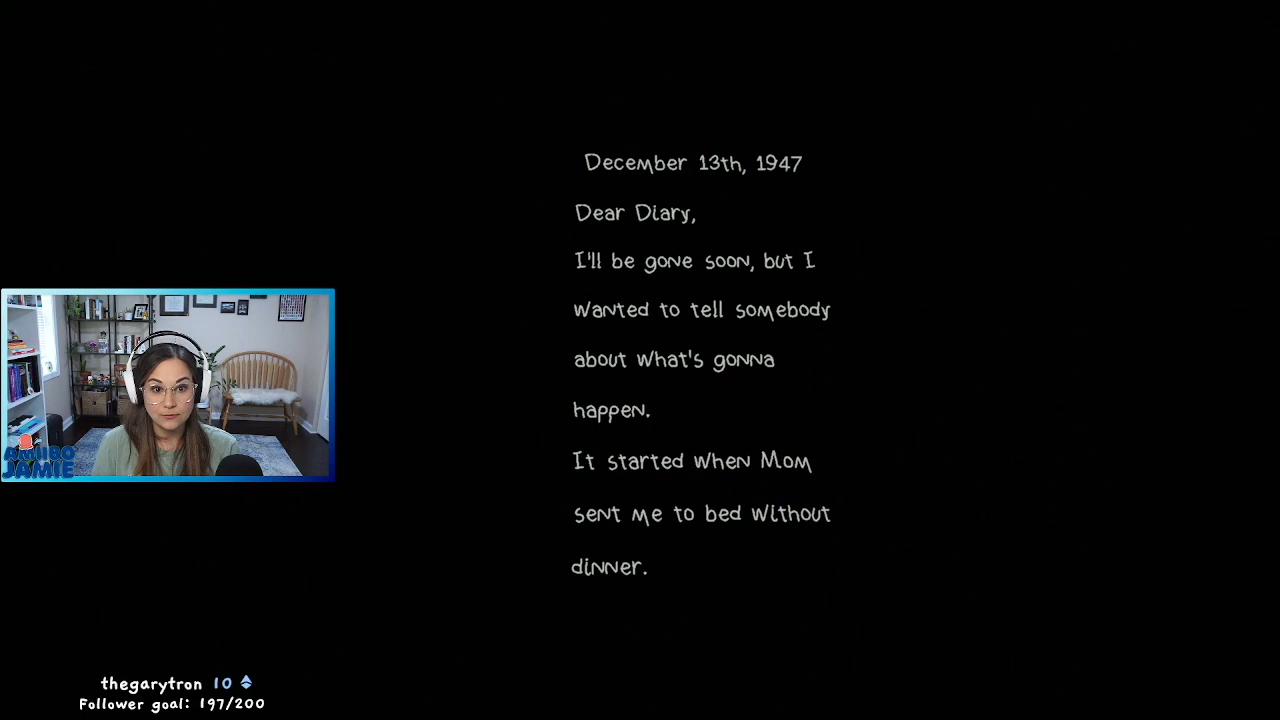 December 13th, 1947
Dear Diary,
I'll be gone soon, but I
wanted to tell somebody
about what's gonna
happen.
It started when Mom
sent me to bed without
dinner.
AMIIBO
JAMIE
thegarytron 10
Follower goal: 197/200